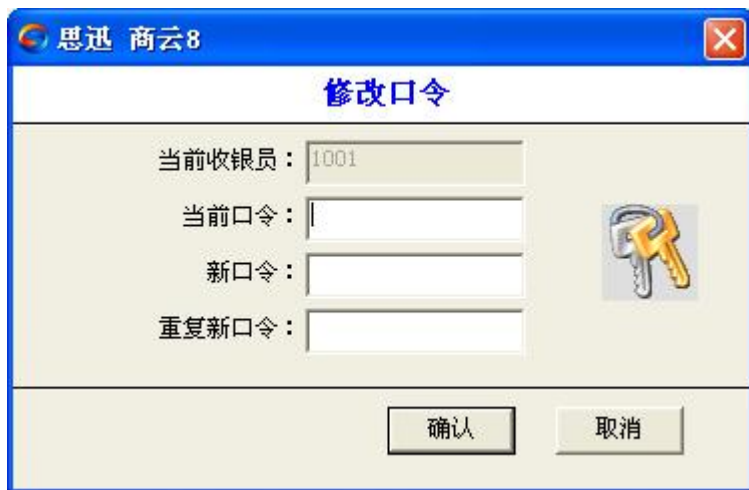 思迅 商云8
修改口令
当前收银员：1001
当前口令：
新口令：
重复新口令：
确认 取消